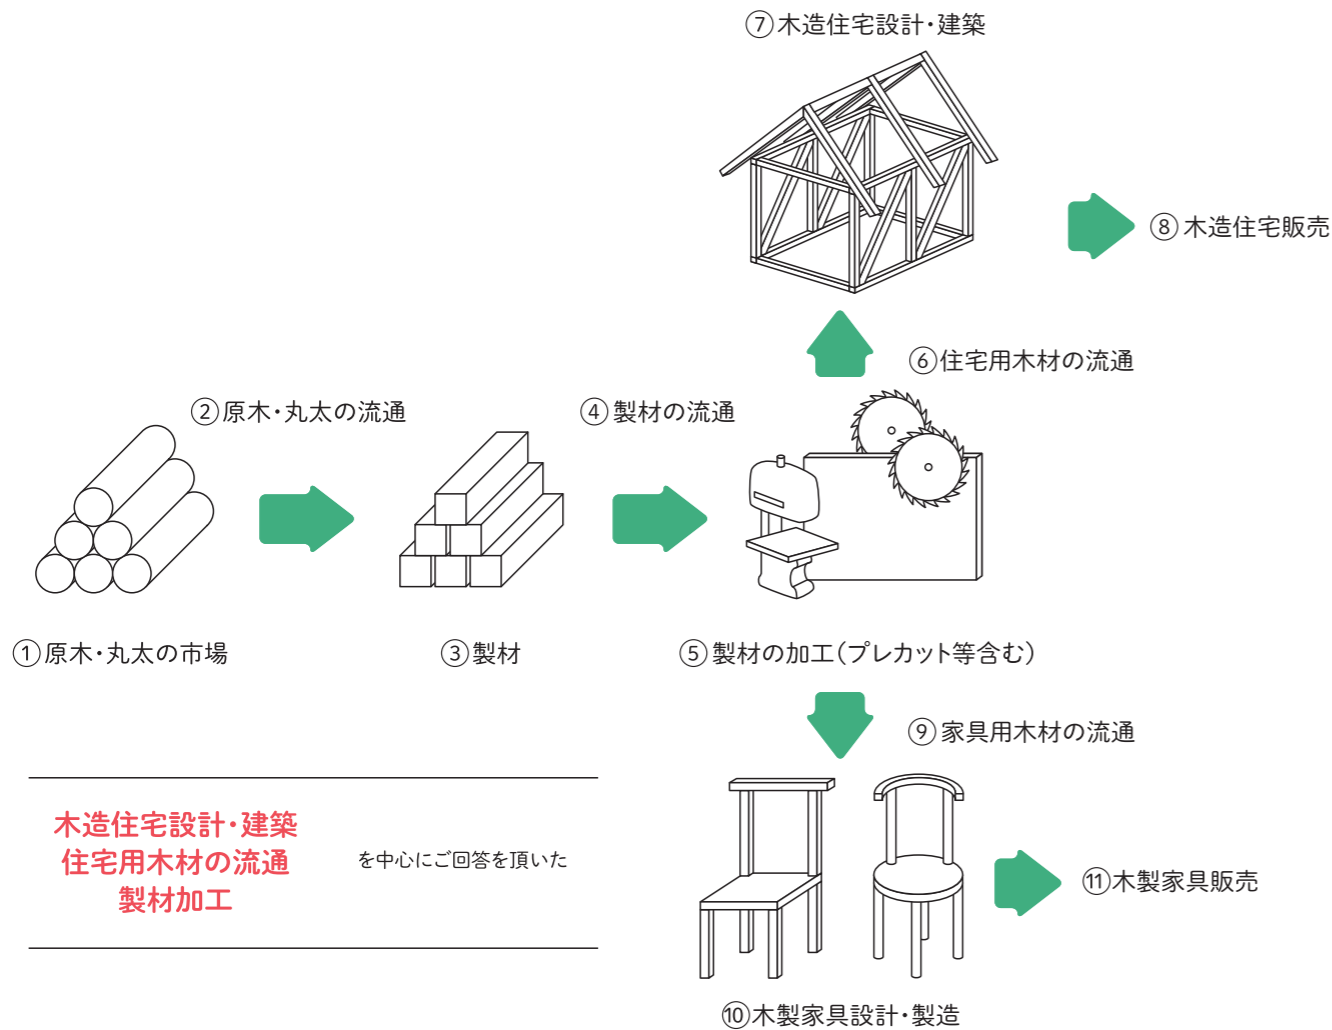 ⑦木造住宅設計・建築
⑧木造住宅販売
⑥住宅用木材の流通
②原木・丸太の流通
④製材の流通
①原木・丸太の市場
③製材
⑤製材の加工(プレカット等含む)
⑨家具用木材の流通
木造住宅設計・建築
住宅用木材の流通
製材加工
を中心にご回答を頂いた
⑪木製家具販売
⑩木製家具設計・製造